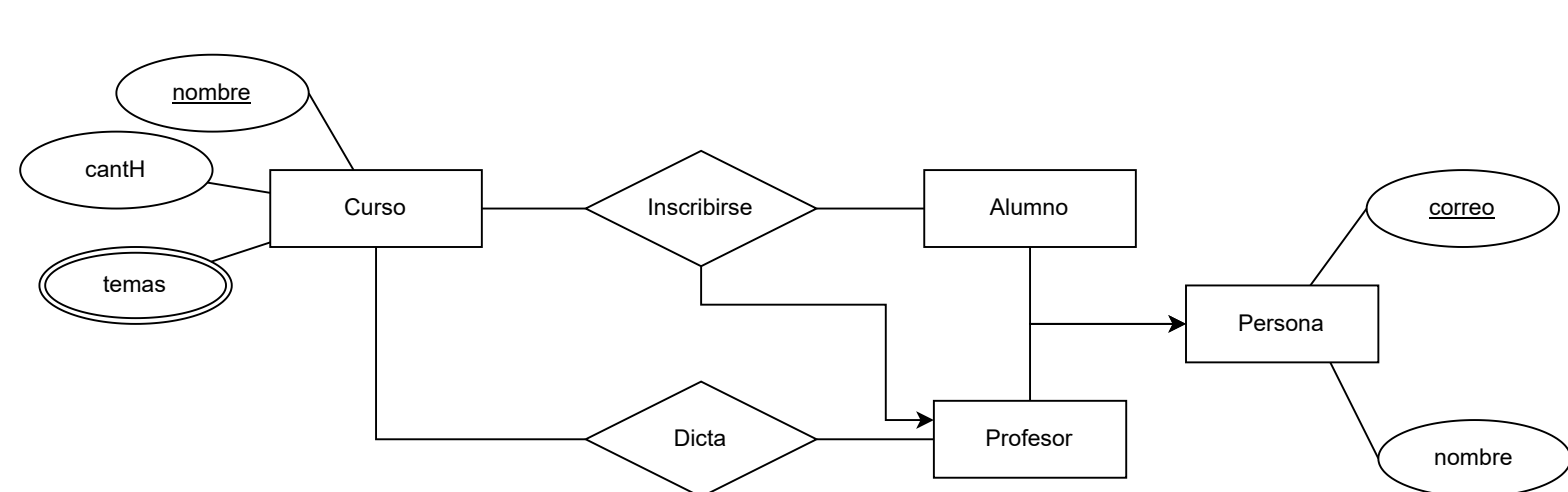 nombre
cantH
Curso
Inscribirse
Alumno
correo
temas
Persona
Dicta
Profesor
nombre